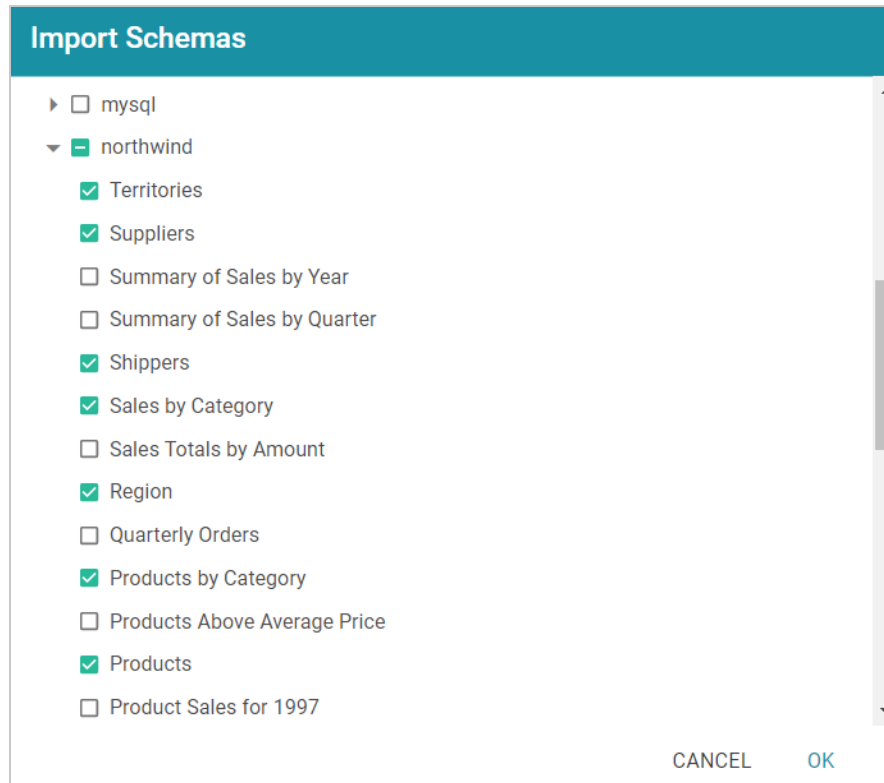 Import Schemas
mysql
northwind
Territories
Suppliers
Summary of Sales by Year
Summary of Sales by Quarter
Shippers
Sales by Category
Sales Totals by Amount
Region
Quarterly Orders
Products by Category
Products Above Average Price
Products
Product Sales for 1997
CANCEL OK